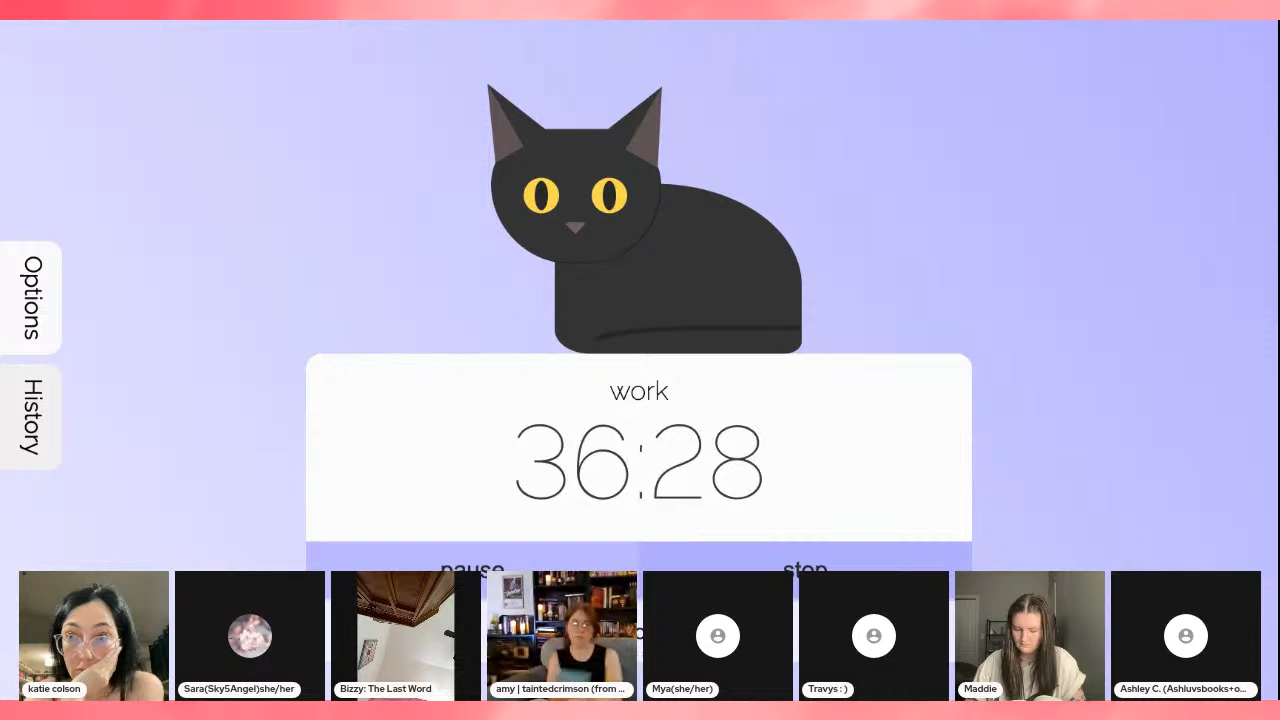 Options
History
work
36:28
pause stop
katie colson
Sara(Sky5Angel)she/her
Bizzy: The Last Word
amy | taintedcrimson (from ...
Mya(she/her)
Travys : )
Maddie
Ashley C. (Ashluvsbooks+o...